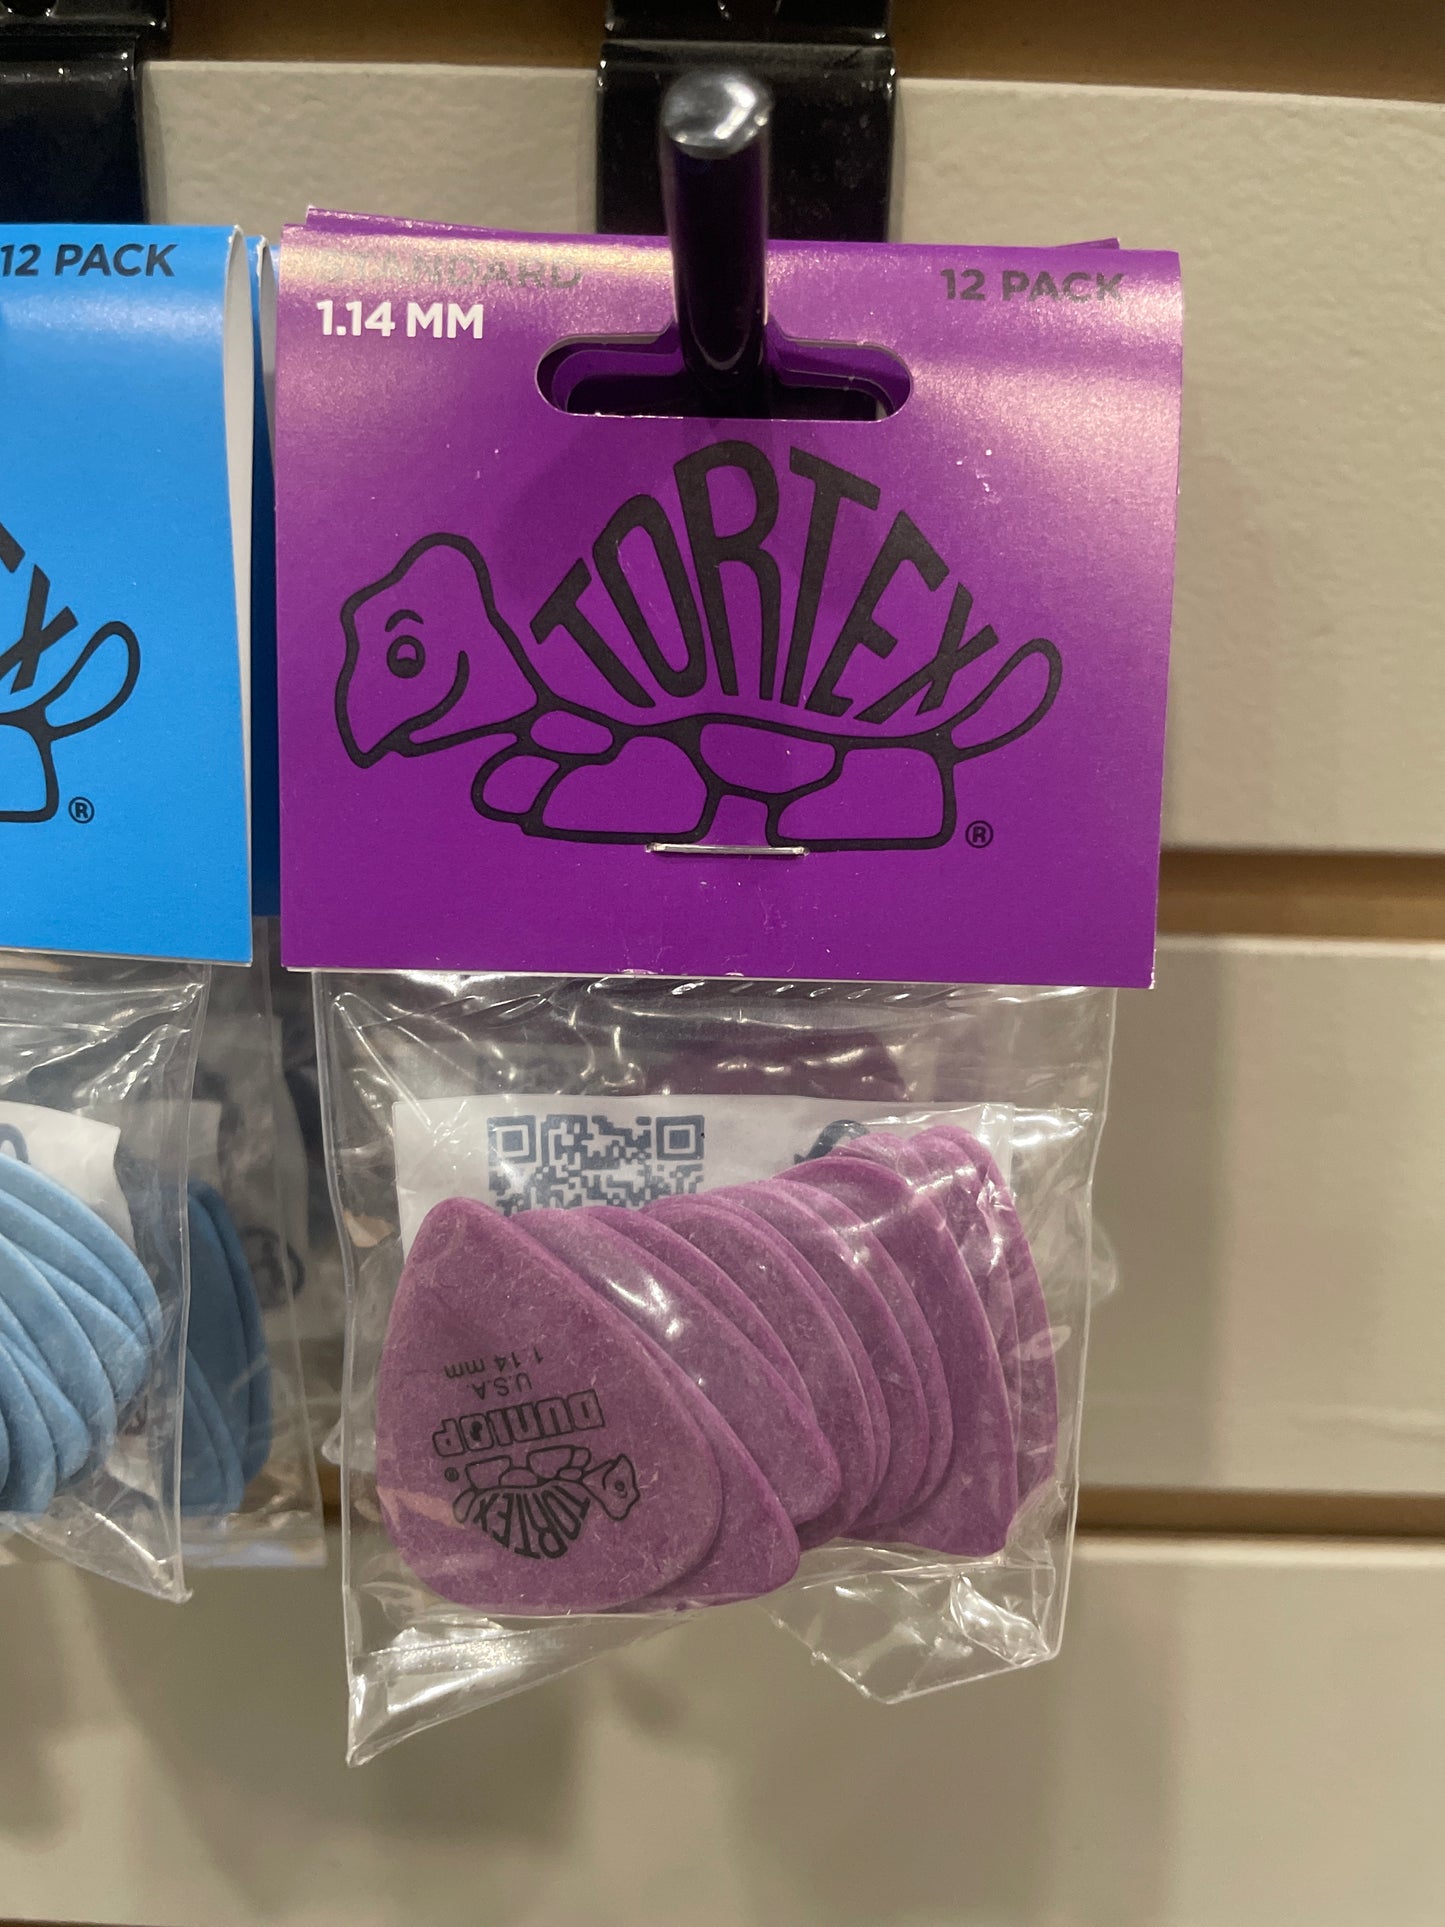 12 PACK
X
®
STANDARD
1.14 MM
12 PACK
TORTEX
®
1.14 mm
U.S.A.
DUNLOP
®
TORTEX